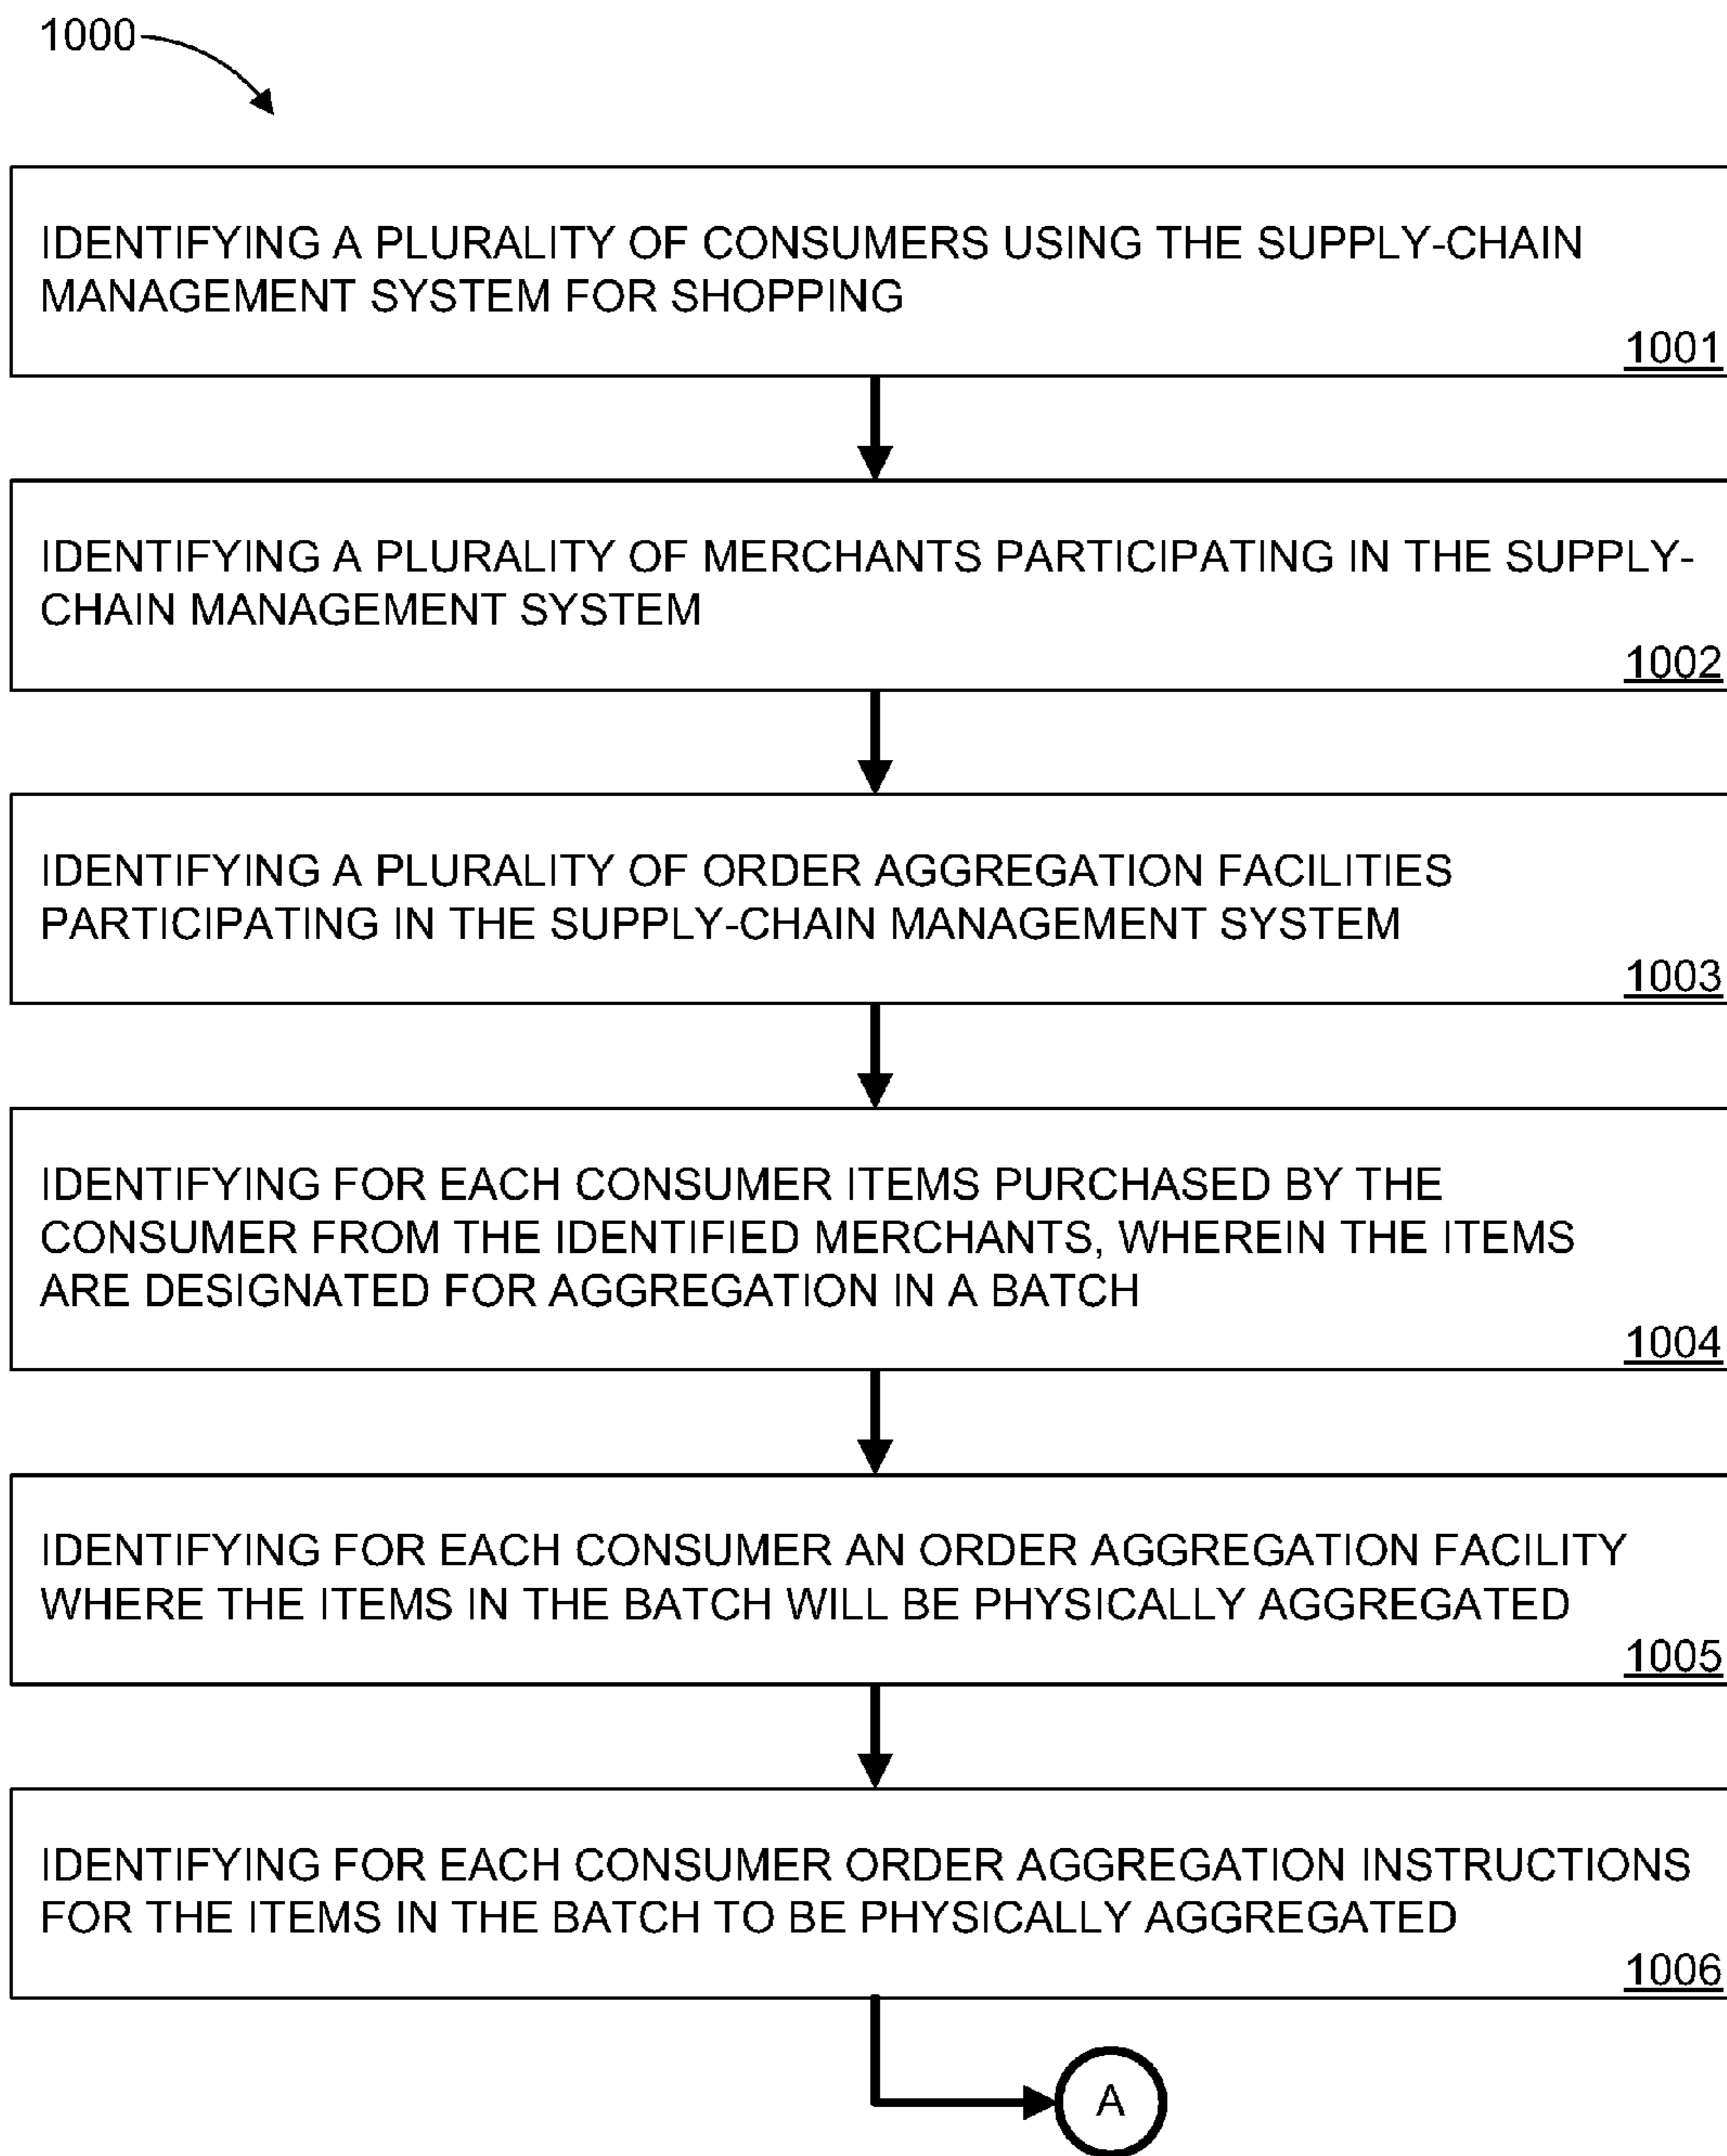 1000
IDENTIFYING A PLURALITY OF CONSUMERS USING THE SUPPLY-CHAIN
MANAGEMENT SYSTEM FOR SHOPPING
1001
IDENTIFYING A PLURALITY OF MERCHANTS PARTICIPATING IN THE SUPPLY-
CHAIN MANAGEMENT SYSTEM
1002
IDENTIFYING A PLURALITY OF ORDER AGGREGATION FACILITIES
PARTICIPATING IN THE SUPPLY-CHAIN MANAGEMENT SYSTEM
1003
IDENTIFYING FOR EACH CONSUMER ITEMS PURCHASED BY THE
CONSUMER FROM THE IDENTIFIED MERCHANTS, WHEREIN THE ITEMS
ARE DESIGNATED FOR AGGREGATION IN A BATCH
1004
IDENTIFYING FOR EACH CONSUMER AN ORDER AGGREGATION FACILITY
WHERE THE ITEMS IN THE BATCH WILL BE PHYSICALLY AGGREGATED
1005
IDENTIFYING FOR EACH CONSUMER ORDER AGGREGATION INSTRUCTIONS
FOR THE ITEMS IN THE BATCH TO BE PHYSICALLY AGGREGATED
1006
A